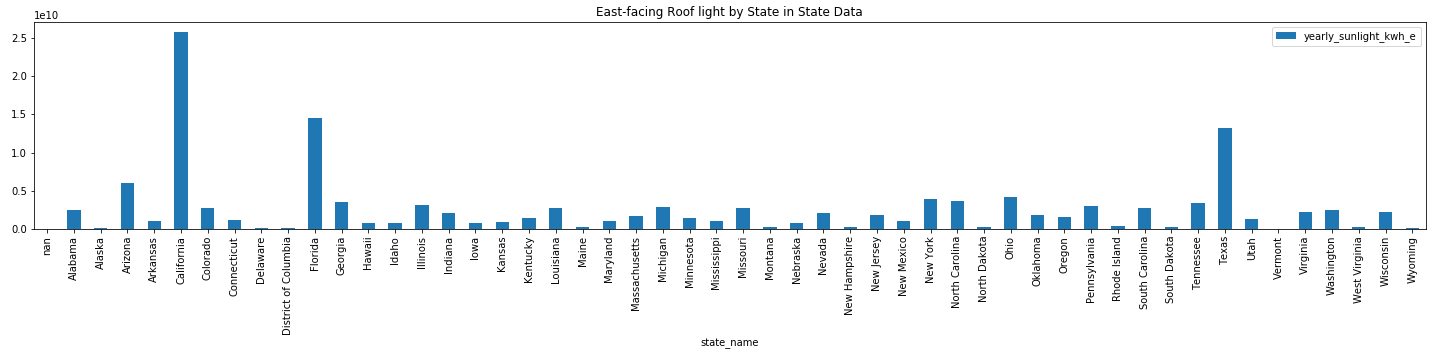 East-facing Roof light by State in State Data
1e10
yearly_sunlight_kwh_e
2.5
2.0
1.5
1.0
0.5
0.0
nan
Alabama
Alaska
Arizona
Arkansas
California
Colorado
Connecticut
Delaware
District of Columbia
Florida
Georgia
Hawaii
Idaho
Illinois
Indiana
Iowa
Kansas
Kentucky
Louisiana
Maine
Maryland
Massachusetts
Michigan
Minnesota
Mississippi
Missouri
Montana
Nebraska
Nevada
New Hampshire
New Jersey
New Mexico
New York
North Carolina
North Dakota
Ohio
Oklahoma
Oregon
Pennsylvania
Rhode Island
South Carolina
South Dakota
Tennessee
Texas
Utah
Vermont
Virginia
Washington
West Virginia
Wisconsin
Wyoming
state_name